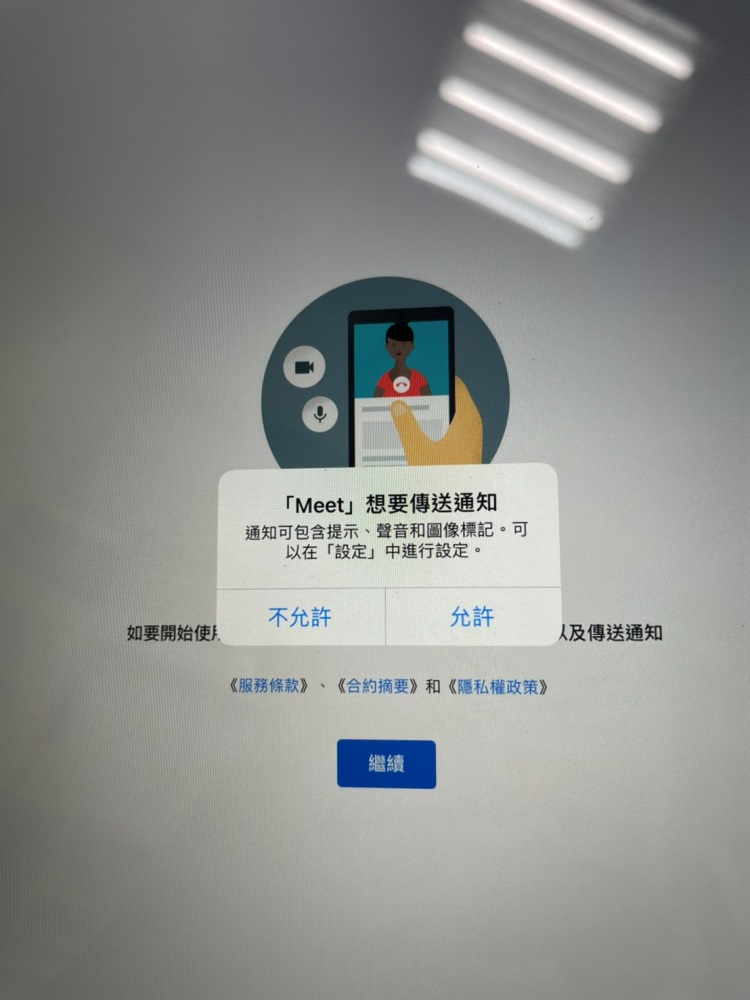 「Meet」想要傳送通知
通知可包含提示、聲音和圖像標記。可
以在「設定」中進行設定。
不允許
允許
如要開始使
以及傳送通知
《服務條款》、《合約摘要》和《隱私權政策》
繼續